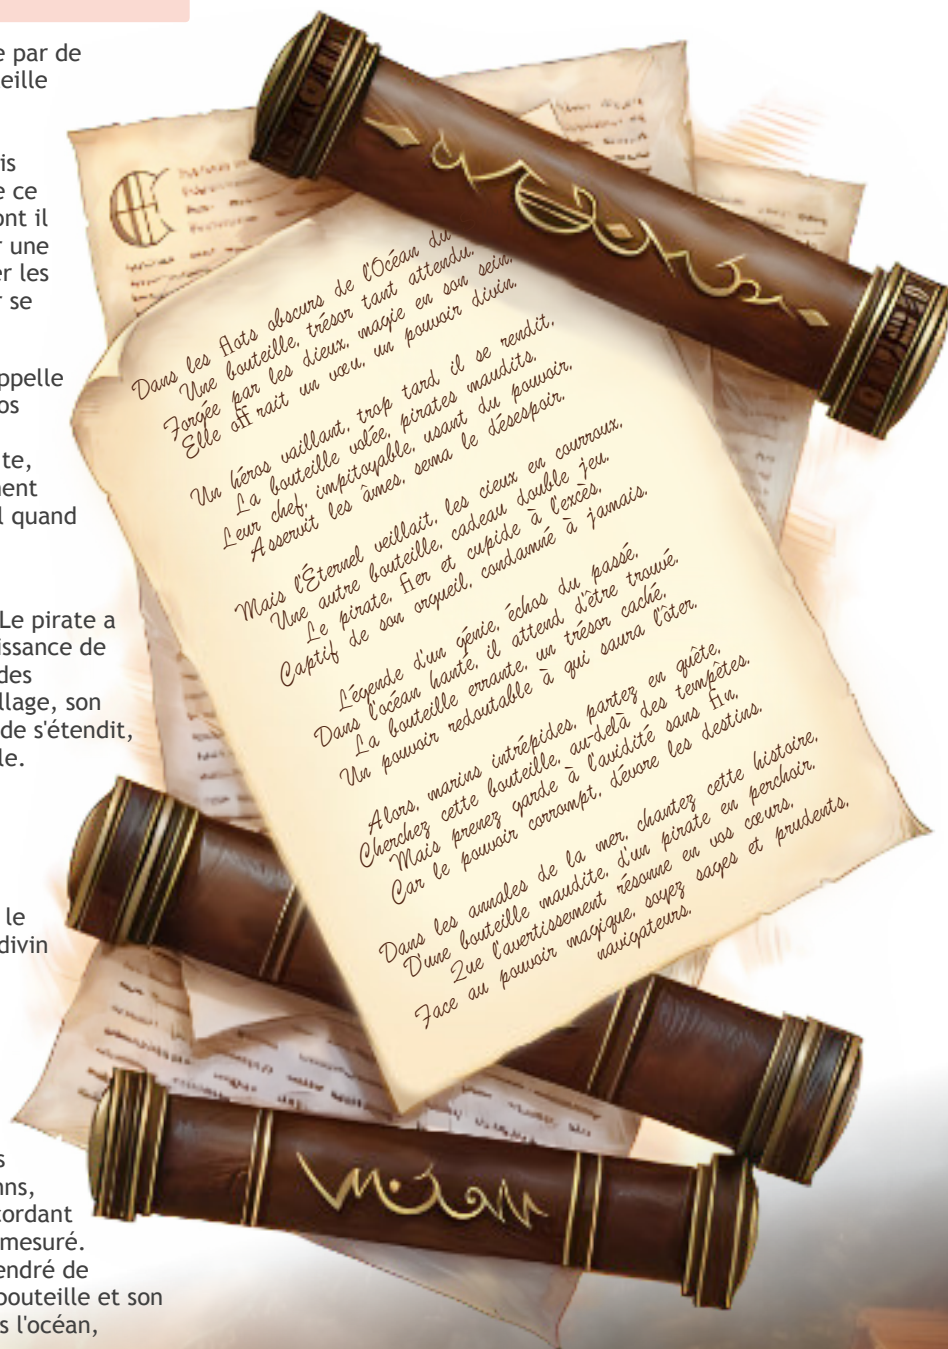 e par de
eille
is
e ce
ont il
r une
er les
r se
ppelle
os
te,
ment
l quand
Le pirate a
issance de
des
llage, son
de s'étendit,
le.
le
divin
s
nns,
cordant
mesuré.
endré de
bouteille et son
s l'océan,
Dans les flots obscurs de l'Océan du
Une bouteille, trésor tant attendu.
Forgée par les dieux, magie en son sein,
Elle offrait un vœu, un pouvoir divin.
Un héros vaillant, trop tard il se rendit,
La bouteille volée, pirates maudits.
Leur chef, impitoyable, usant du pouvoir,
Asservit les âmes, sema le désespoir.
Mais l'Éternel veillait, les cieux en courroux,
Une autre bouteille, cadeau double jeu.
Le pirate, fier et cupide à l'excès,
Captif de son orgueil, condamné à jamais.
Légende d'un génie, échos du passé,
Dans l'océan hanté, il attend d'être trouvé.
La bouteille errante, un trésor caché,
Un pouvoir redoutable à qui saura l'ôter.
Alors, marins intrépides, partez en quête,
Cherchez cette bouteille, au-delà des tempêtes.
Mais prenez garde à l'avidité sans fin,
Car le pouvoir corrompt, dévore les destins.
Dans les annales de la mer, chantez cette histoire,
D'une bouteille maudite, d'un pirate en perchoir.
Que l'avertissement résonne en vos cœurs,
Face au pouvoir magique, soyez sages et prudents,
navigateurs.